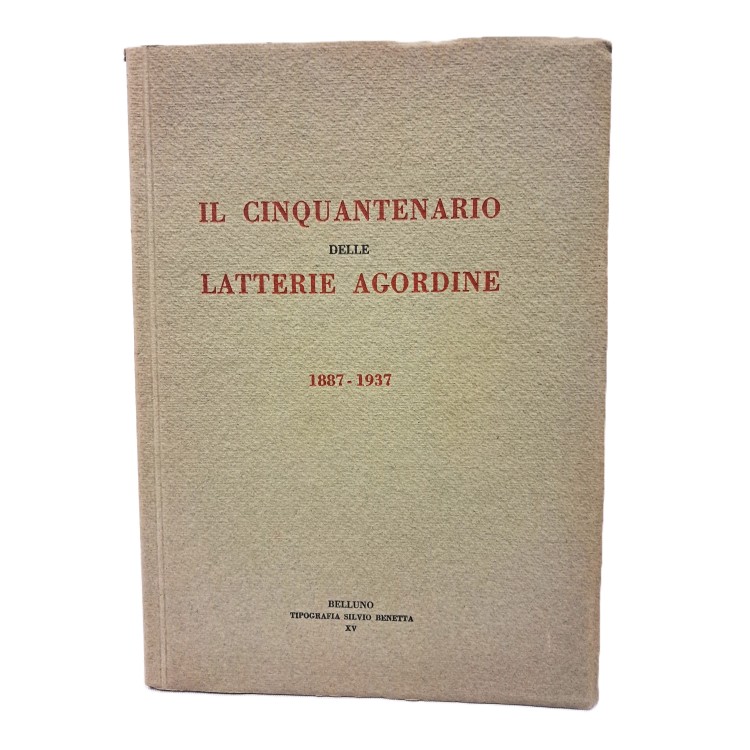 IL CINQUANTENARIO
DELLE
LATTERIE AGORDINE
1887 - 1937
BELLUNO
TIPOGRAFIA SILVIO BENETTA
XV